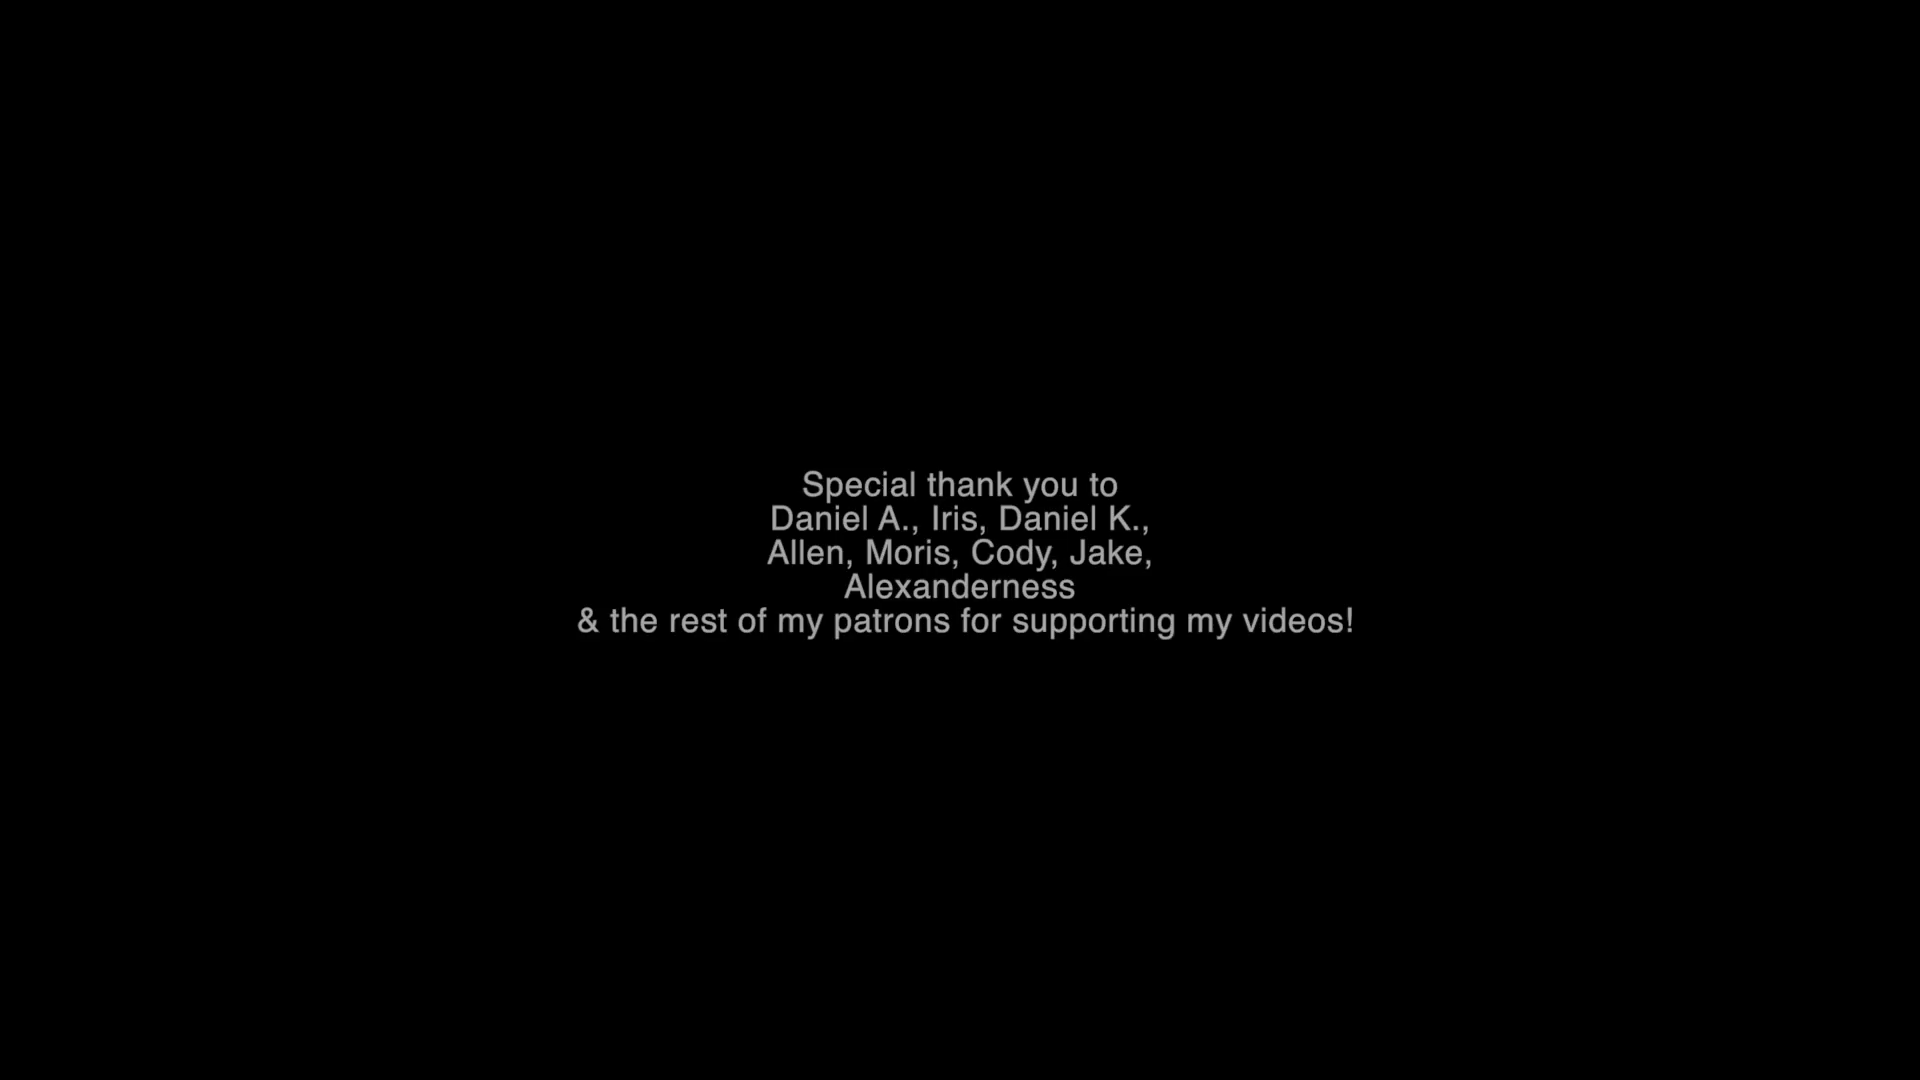 Special thank you to
Daniel A., Iris, Daniel K.,
Allen, Moris, Cody, Jake,
Alexanderness
& the rest of my patrons for supporting my videos!